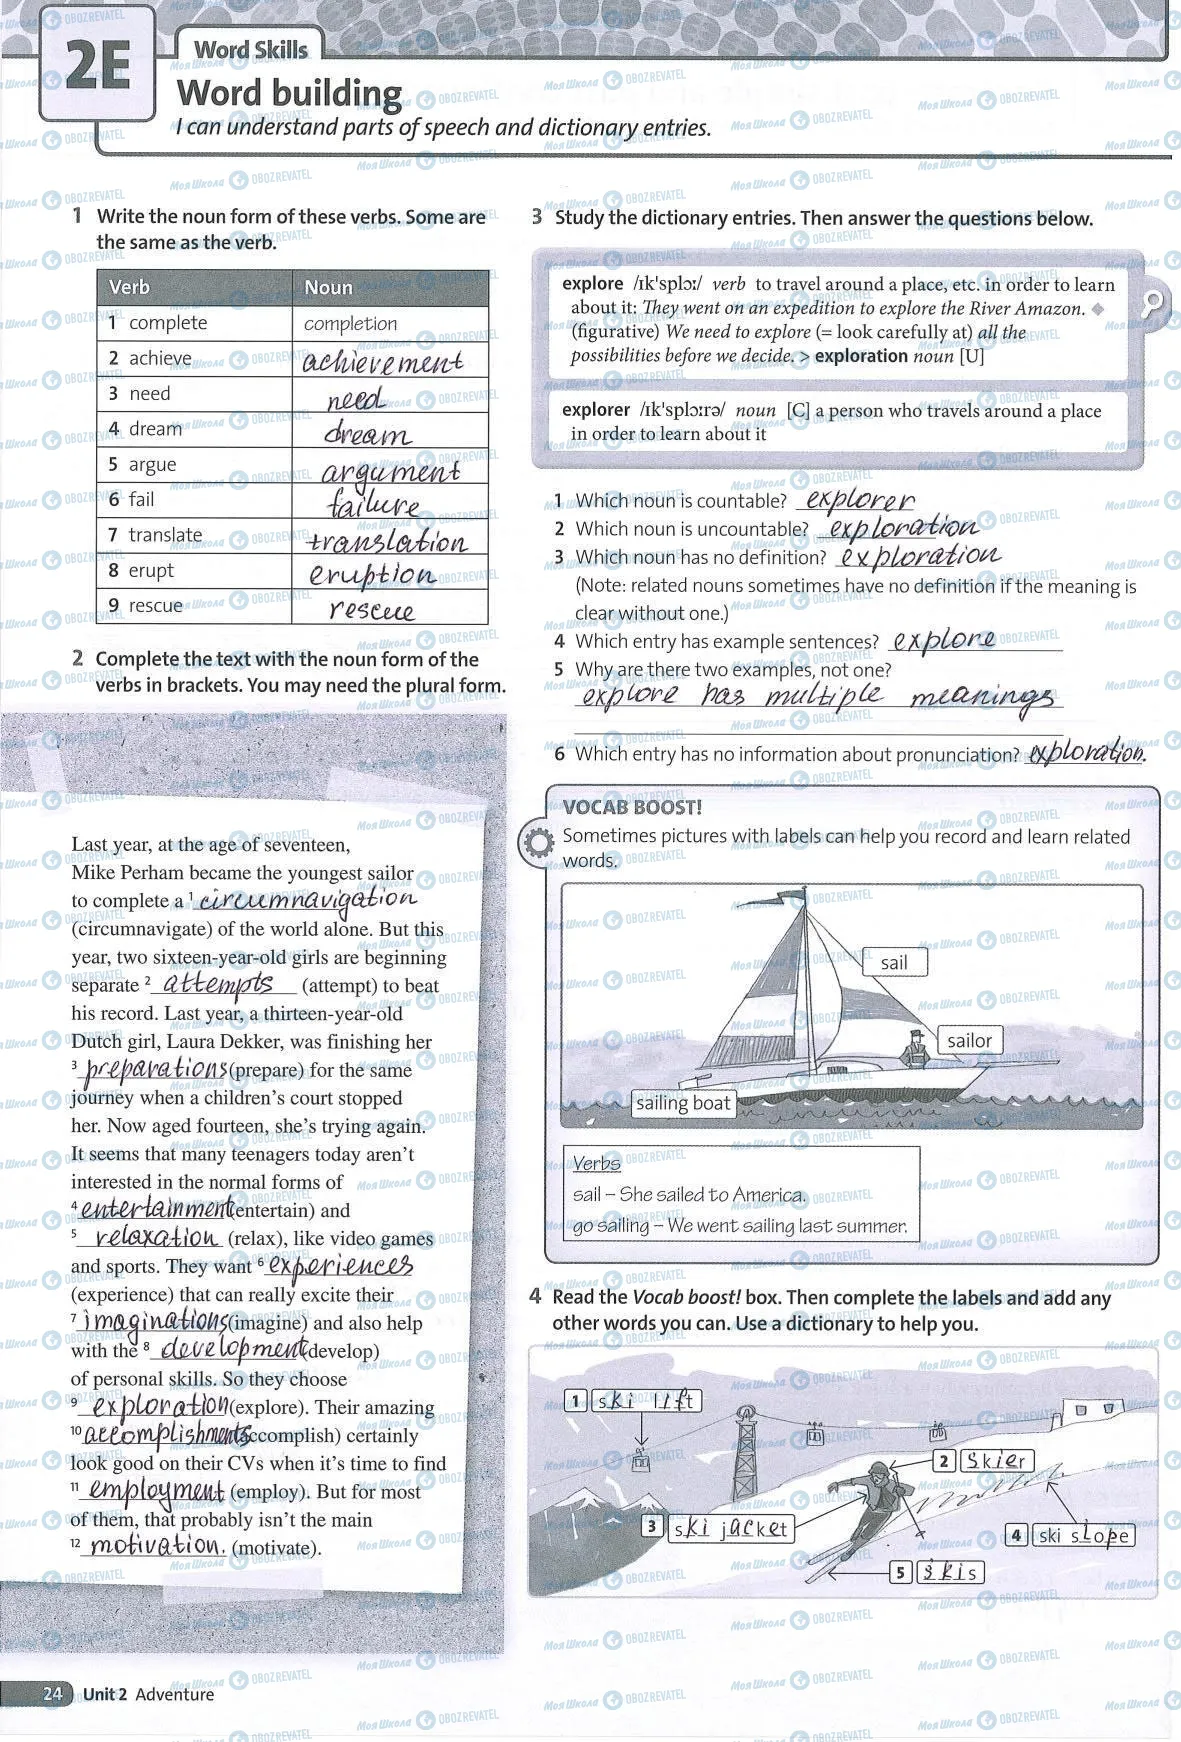 2E
Word Skills
Word building
I can understand parts of speech and dictionary entries.
1 Write the noun form of these verbs. Some are
the same as the verb.
Verb Noun
1 complete completion
2 achieve achievement
3 need need
4 dream dream
5 argue argument
6 fail failure
7 translate translation
8 erupt eruption
9 rescue rescue
2 Complete the text with the noun form of the
verbs in brackets. You may need the plural form.
Last year, at the age of seventeen,
Mike Perham became the youngest sailor
to complete a 1 circumnavigation
(circumnavigate) of the world alone. But this
year, two sixteen-year-old girls are beginning
separate 2 attempts (attempt) to beat
his record. Last year, a thirteen-year-old
Dutch girl, Laura Dekker, was finishing her
3 preparations (prepare) for the same
journey when a children's court stopped
her. Now aged fourteen, she's trying again.
It seems that many teenagers today aren't
interested in the normal forms of
4 entertainment (entertain) and
5 relaxation (relax), like video games
and sports. They want 6 experiences
(experience) that can really excite their
7 imaginations (imagine) and also help
with the 8 development (develop)
of personal skills. So they choose
9 exploration (explore). Their amazing
10 accomplishments (accomplish) certainly
look good on their CVs when it's time to find
11 employment (employ). But for most
of them, that probably isn't the main
12 motivation. (motivate).
3 Study the dictionary entries. Then answer the questions below.
explore /ɪkˈsplɔː/ verb to travel around a place, etc. in order to learn
about it: They went on an expedition to explore the River Amazon. ◆
(figurative) We need to explore (= look carefully at) all the
possibilities before we decide. > exploration noun [U]
explorer /ɪkˈsplɔːrə/ noun [C] a person who travels around a place
in order to learn about it
1 Which noun is countable? explorer
2 Which noun is uncountable? exploration
3 Which noun has no definition? exploration
(Note: related nouns sometimes have no definition if the meaning is
clear without one.)
4 Which entry has example sentences? explore
5 Why are there two examples, not one?
explore has multiple meanings
6 Which entry has no information about pronunciation? exploration.
VOCAB BOOST!
Sometimes pictures with labels can help you record and learn related
words.
sail
sailor
sailing boat
Verbs
sail – She sailed to America.
go sailing – We went sailing last summer.
4 Read the Vocab boost! box. Then complete the labels and add any
other words you can. Use a dictionary to help you.
1 ski lift
2 skier
3 ski jacket
4 ski slope
5 skis
24 Unit 2 Adventure
Моя Школа OBOZREVATEL